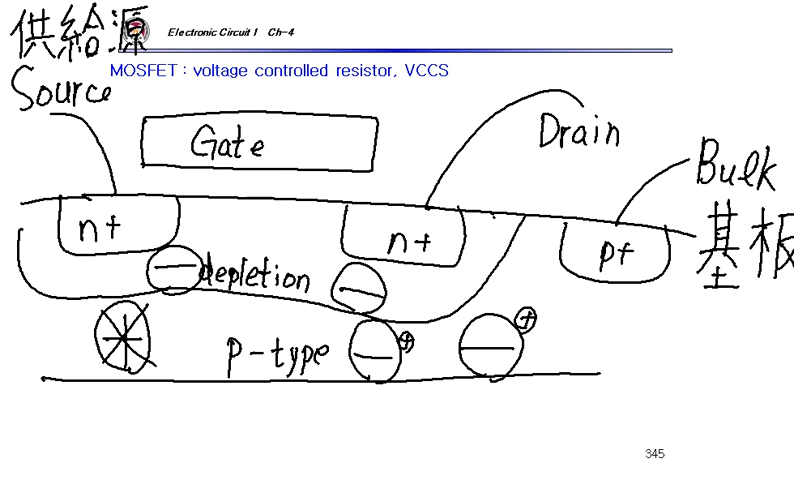 供給源
Electronic Circuit 1 Ch-4
MOSFET : voltage controlled resistor, VCCS
Source
Gate
Drain
Bulk
基板
n+
n+
p+
depletion
p-type
345